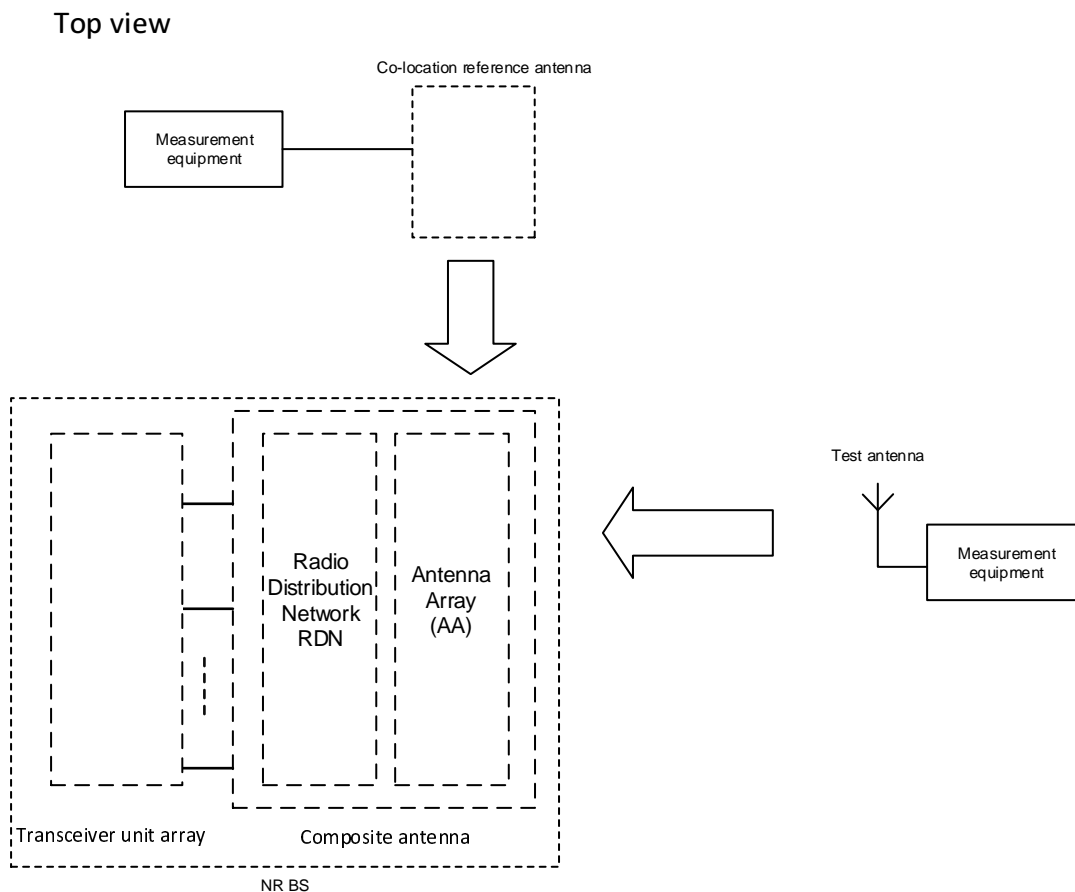 Top view
Co-location reference antenna
Measurement
equipment
Test antenna
Measurement
equipment
Radio
Distribution
Network
RDN
Antenna
Array
(AA)
Transceiver unit array
Composite antenna
NR BS